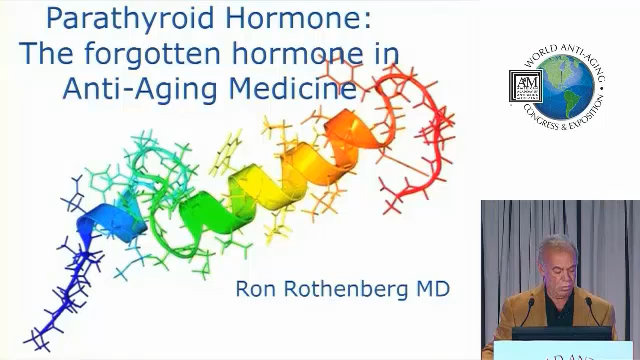 Parathyroid Hormone:
The forgotten hormone in
Anti-Aging Medicine
Ron Rothenberg MD
WORLD ANTI-AGING
CONGRESS & EXPOSITION